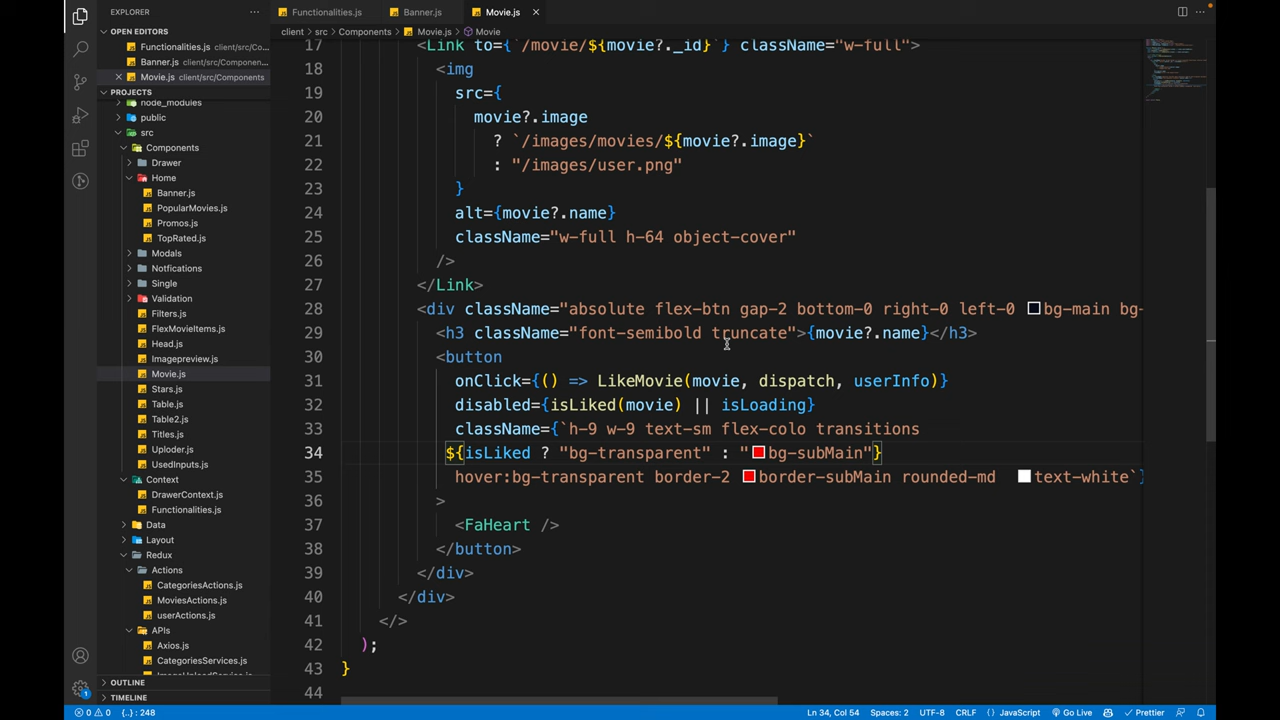 EXPLORER
Functionalities.js
Banner.js
Movie.js
client
src
Components
Movie.js
Movie
OPEN EDITORS
Functionalities.js client/src/Co...
Banner.js client/src/Componen...
Movie.js client/src/Components
PROJECTS
node_modules
public
src
Components
Drawer
Home
Banner.js
PopularMovies.js
Promos.js
TopRated.js
Modals
Notfications
Single
Validation
Filters.js
FlexMovieItems.js
Head.js
Imagepreview.js
Movie.js
Stars.js
Table.js
Table2.js
Titles.js
Uploder.js
UsedInputs.js
Context
DrawerContext.js
Functionalities.js
Data
Layout
Redux
Actions
CategoriesActions.js
MoviesActions.js
userActions.js
APIs
Axios.js
CategoriesServices.js
OUTLINE
TIMELINE
17 <Link to={`/movie/${movie?._id}`} className="w-full">
18 <img
19 src={
20 movie?.image
21 ? `/images/movies/${movie?.image}`
22 : "/images/user.png"
23 }
24 alt={movie?.name}
25 className="w-full h-64 object-cover"
26 />
27 </Link>
28 <div className="absolute flex-btn gap-2 bottom-0 right-0 left-0 bg-main bg-
29 <h3 className="font-semibold truncate">{movie?.name}</h3>
30 <button
31 onClick={() => LikeMovie(movie, dispatch, userInfo)}
32 disabled={isLiked(movie) || isLoading}
33 className={`h-9 w-9 text-sm flex-colo transitions
34 ${isLiked ? "bg-transparent" : "bg-subMain"}
35 hover:bg-transparent border-2 border-subMain rounded-md text-white`}
36 >
37 <FaHeart />
38 </button>
39 </div>
40 </div>
41 </>
42 );
43 }
44
0 0 {..} : 248
Ln 34, Col 54 Spaces: 2 UTF-8 CRLF {} JavaScript Go Live Prettier